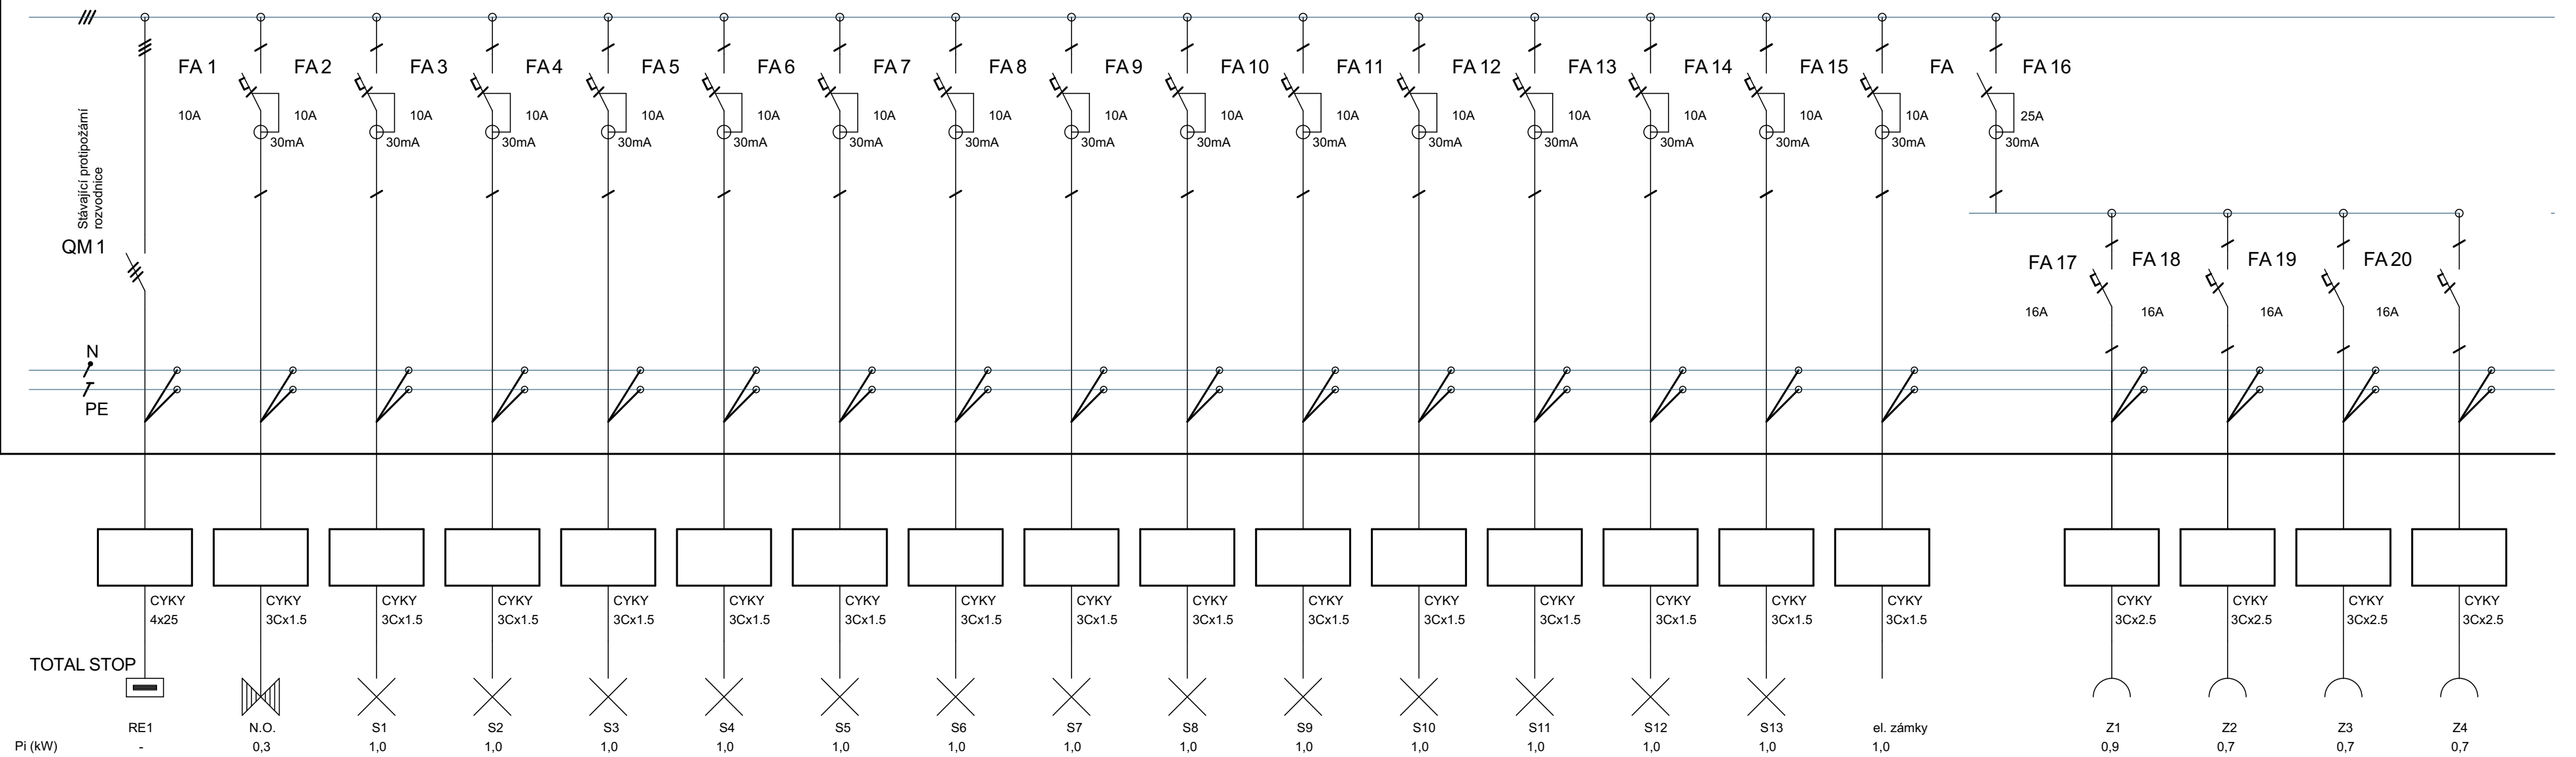 FA 1 FA 2 FA 3 FA 4 FA 5 FA 6 FA 7 FA 8 FA 9 FA 10 FA 11 FA 12 FA 13 FA 14 FA 15 FA FA 16
10A 10A 10A 10A 10A 10A 10A 10A 10A 10A 10A 10A 10A 10A 10A 10A 25A
30mA 30mA 30mA 30mA 30mA 30mA 30mA 30mA 30mA 30mA 30mA 30mA 30mA 30mA 30mA 30mA
Stávající protipožární
rozvodnice
QM 1
FA 17 FA 18 FA 19 FA 20
16A 16A 16A 16A
N
PE
CYKY CYKY CYKY CYKY CYKY CYKY CYKY CYKY CYKY CYKY CYKY CYKY CYKY CYKY CYKY CYKY CYKY CYKY CYKY CYKY
4x25 3Cx1.5 3Cx1.5 3Cx1.5 3Cx1.5 3Cx1.5 3Cx1.5 3Cx1.5 3Cx1.5 3Cx1.5 3Cx1.5 3Cx1.5 3Cx1.5 3Cx1.5 3Cx1.5 3Cx1.5 3Cx2.5 3Cx2.5 3Cx2.5 3Cx2.5
TOTAL STOP
RE1 N.O. S1 S2 S3 S4 S5 S6 S7 S8 S9 S10 S11 S12 S13 el. zámky Z1 Z2 Z3 Z4
Pi (kW) - 0,3 1,0 1,0 1,0 1,0 1,0 1,0 1,0 1,0 1,0 1,0 1,0 1,0 1,0 1,0 0,9 0,7 0,7 0,7